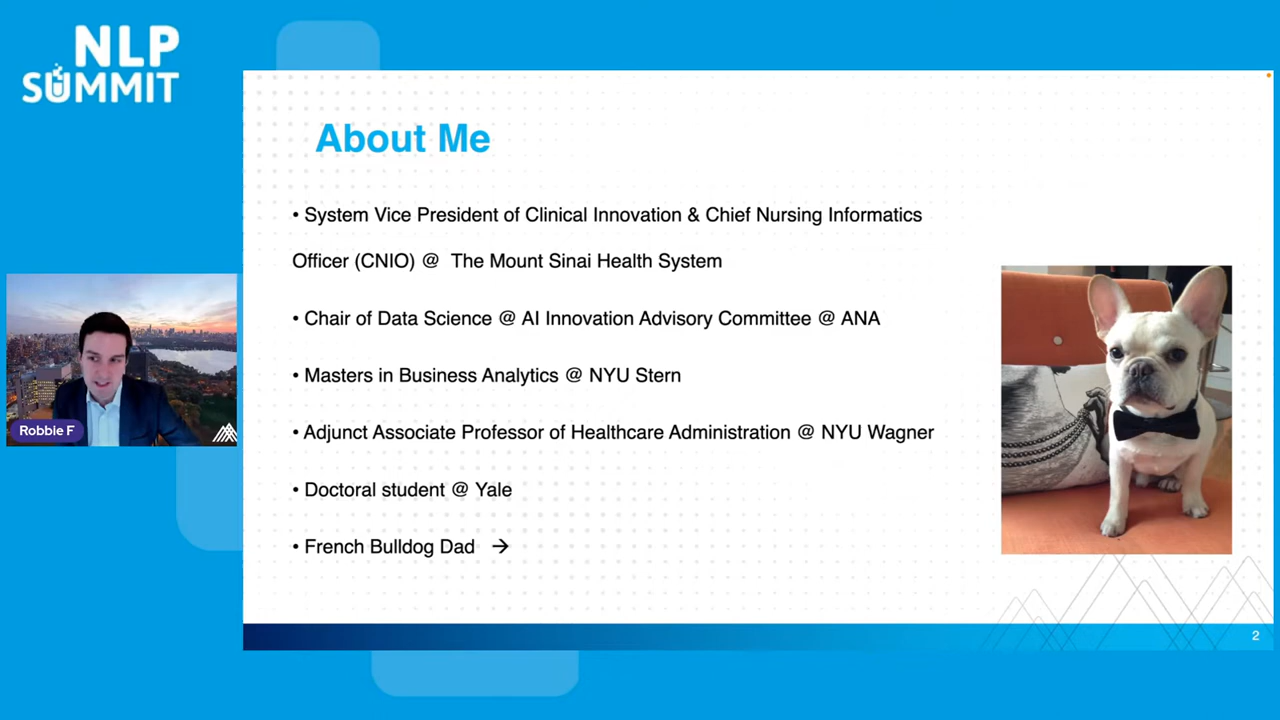 NLP
SUMMIT
About Me
• System Vice President of Clinical Innovation & Chief Nursing Informatics
Officer (CNIO) @ The Mount Sinai Health System
• Chair of Data Science @ AI Innovation Advisory Committee @ ANA
• Masters in Business Analytics @ NYU Stern
• Adjunct Associate Professor of Healthcare Administration @ NYU Wagner
• Doctoral student @ Yale
• French Bulldog Dad →
Robbie F
2